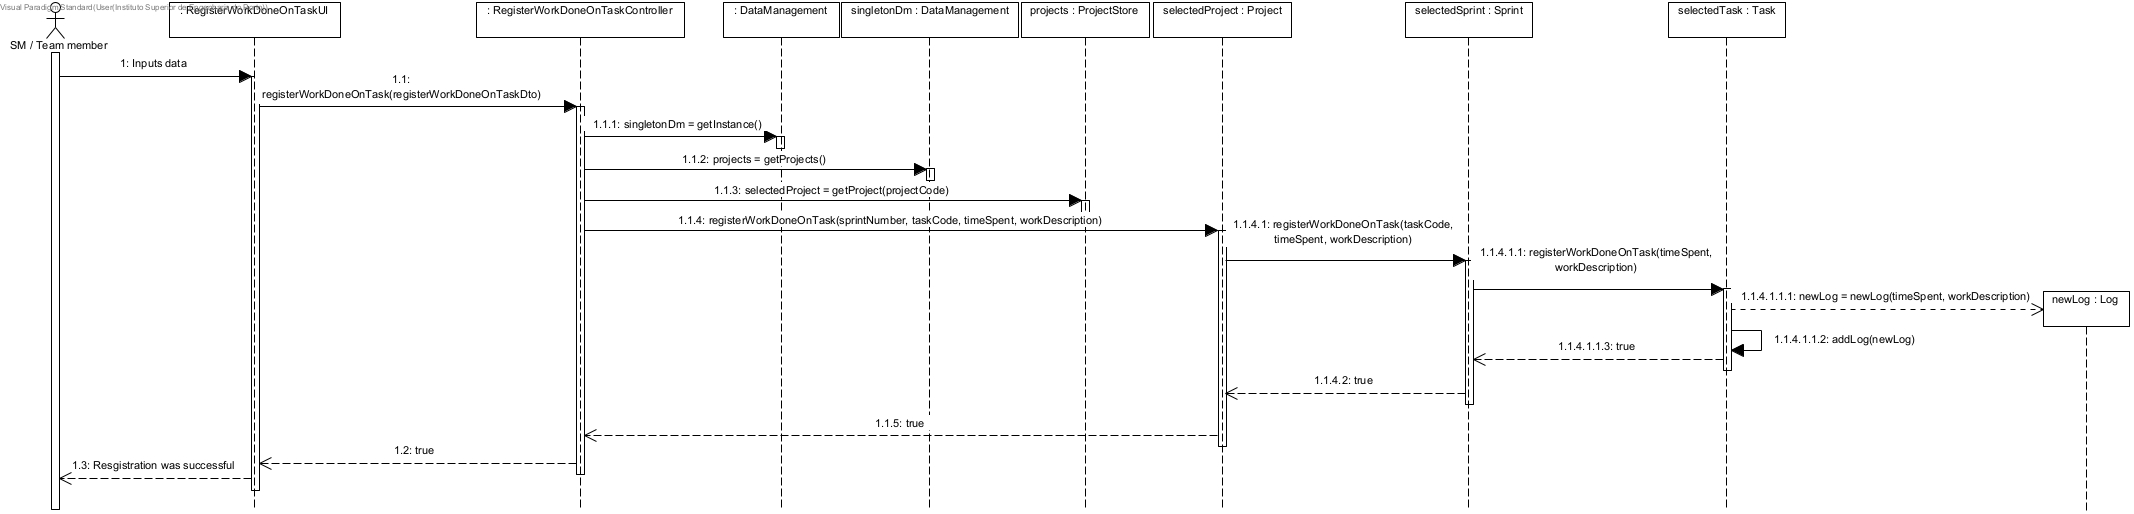 Visual Paradigm Standard(User(Instituto Superior de Engenharia do Porto))
: RegisterWorkDoneOnTaskUI
: RegisterWorkDoneOnTaskController
: DataManagement
singletonDm : DataManagement
projects : ProjectStore
selectedProject : Project
selectedSprint : Sprint
selectedTask : Task
SM / Team member
1: Inputs data
1.1:
registerWorkDoneOnTask(registerWorkDoneOnTaskDto)
1.1.1: singletonDm = getInstance()
1.1.2: projects = getProjects()
1.1.3: selectedProject = getProject(projectCode)
1.1.4: registerWorkDoneOnTask(sprintNumber, taskCode, timeSpent, workDescription)
1.1.4.1: registerWorkDoneOnTask(taskCode,
timeSpent, workDescription)
1.1.4.1.1: registerWorkDoneOnTask(timeSpent,
workDescription)
1.1.4.1.1.1: newLog = newLog(timeSpent, workDescription)
newLog : Log
1.1.4.1.1.2: addLog(newLog)
1.1.4.1.1.3: true
1.1.4.2: true
1.1.5: true
1.2: true
1.3: Resgistration was successful